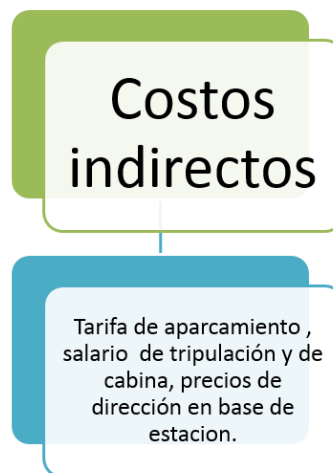 Costos
indirectos
Tarifa de aparcamiento ,
salario  de tripulación y de
cabina, precios de
dirección en base de
estacion.